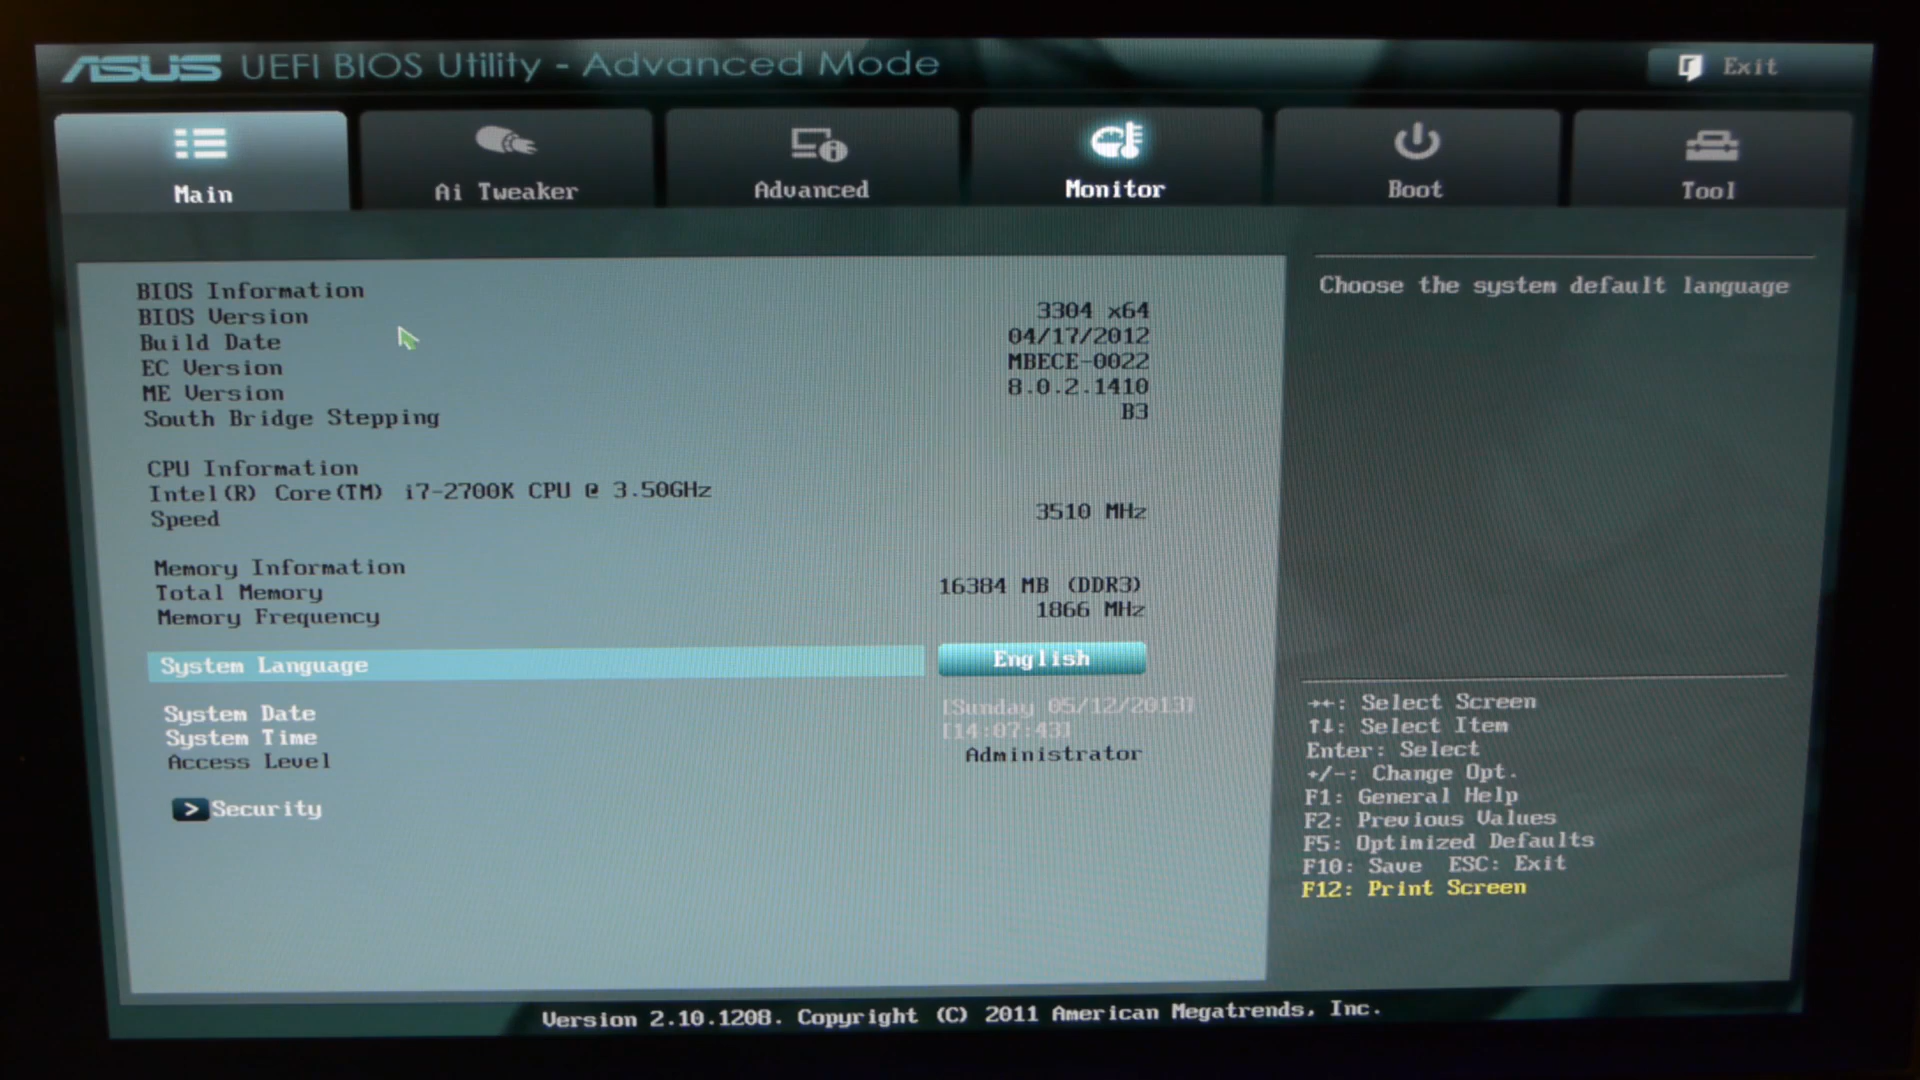 ASUS UEFI BIOS Utility - Advanced Mode
Exit
Main
Ai Tweaker
Advanced
Monitor
Boot
Tool
BIOS Information
BIOS Version 3304 x64
Build Date 04/17/2012
EC Version MBECE-0022
ME Version 8.0.2.1410
South Bridge Stepping B3
CPU Information
Intel(R) Core(TM) i7-2700K CPU @ 3.50GHz
Speed 3510 MHz
Memory Information
Total Memory 16384 MB (DDR3)
Memory Frequency 1866 MHz
System Language English
System Date [Sunday 05/12/2013]
System Time [14:07:43]
Access Level Administrator
> Security
Choose the system default language
→←: Select Screen
↑↓: Select Item
Enter: Select
+/-: Change Opt.
F1: General Help
F2: Previous Values
F5: Optimized Defaults
F10: Save ESC: Exit
F12: Print Screen
Version 2.10.1208. Copyright (C) 2011 American Megatrends, Inc.